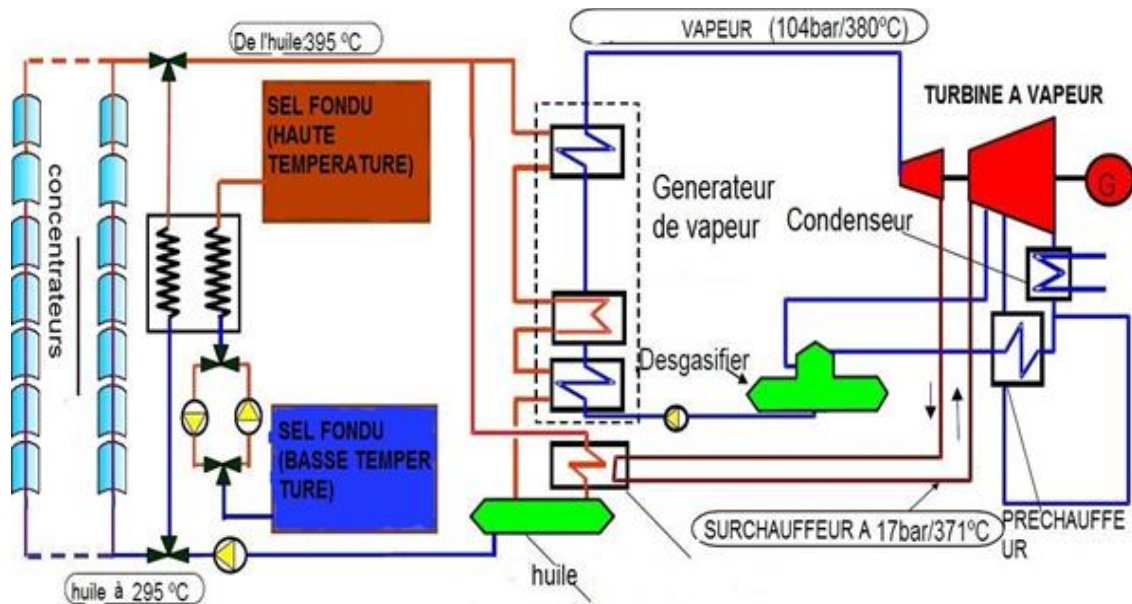 De l'huile:395 ºC
VAPEUR (104bar/380ºC)
SEL FONDU
(HAUTE
TEMPERATURE)
TURBINE A VAPEUR
concentrateurs
Generateur
de vapeur
G
Condenseur
Desgasifier
SEL FONDU
(BASSE TEMPER
TURE)
SURCHAUFFEUR A 17bar/371°C
PRECHAUFFE
UR
huile
huile à 295 ºC